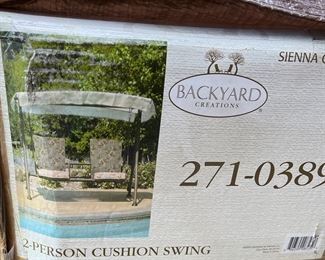 SIENNA
BACKYARD
CREATIONS
271-0389
2-PERSON CUSHION SWING